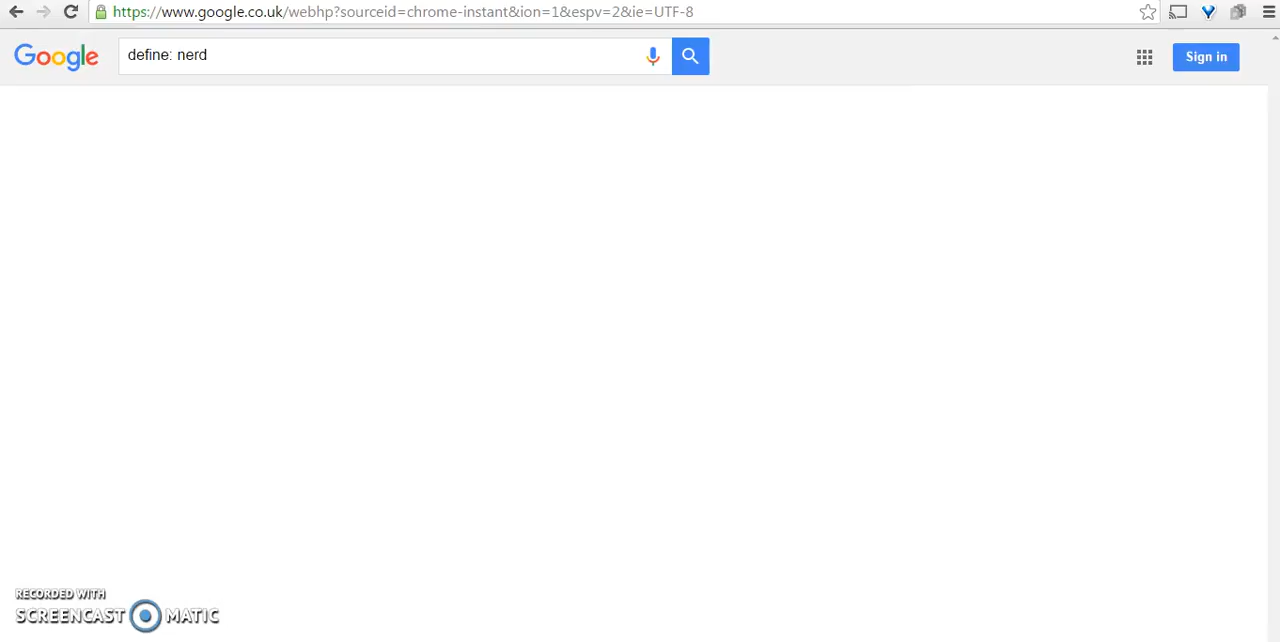 https://www.google.co.uk/webhp?sourceid=chrome-instant&ion=1&espv=2&ie=UTF-8
Google
define: nerd
Sign in
RECORDED WITH
SCREENCAST MATIC